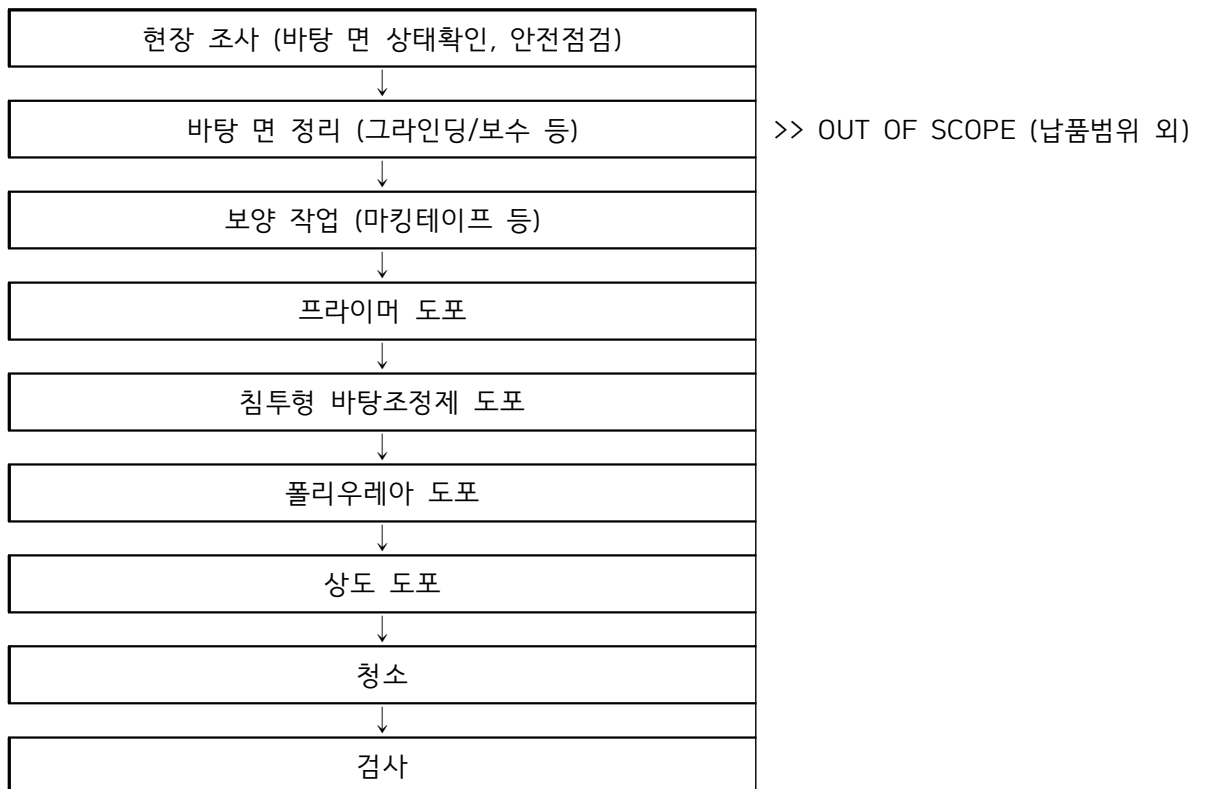 현장 조사 (바탕 면 상태확인, 안전점검)
↓
바탕 면 정리 (그라인딩/보수 등) >> OUT OF SCOPE (납품범위 외)
↓
보양 작업 (마킹테이프 등)
↓
프라이머 도포
↓
침투형 바탕조정제 도포
↓
폴리우레아 도포
↓
상도 도포
↓
청소
↓
검사